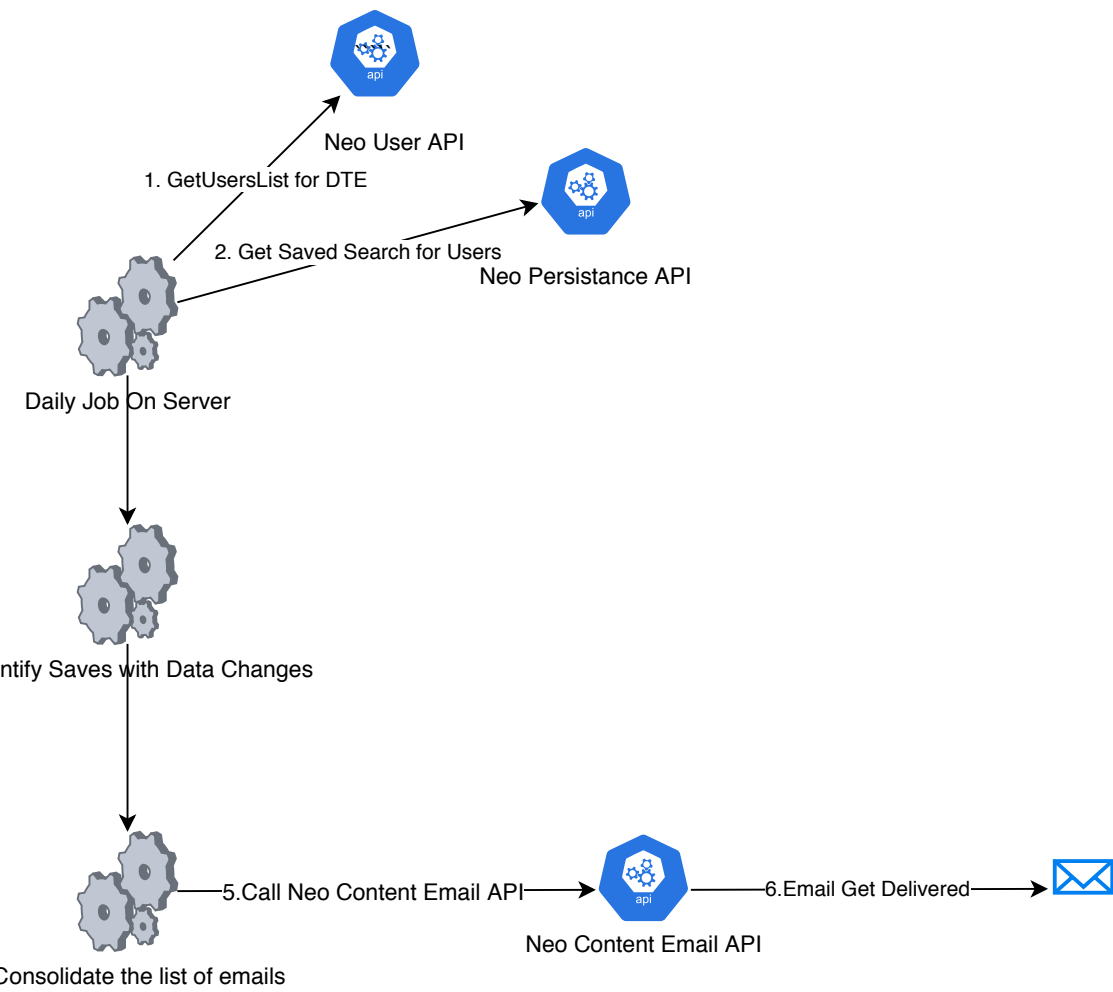 api
Neo User API
1. GetUsersList for DTE
api
2. Get Saved Search for Users
Neo Persistance API
Daily Job On Server
ntify Saves with Data Changes
5.Call Neo Content Email API
api
6.Email Get Delivered
Neo Content Email API
Consolidate the list of emails